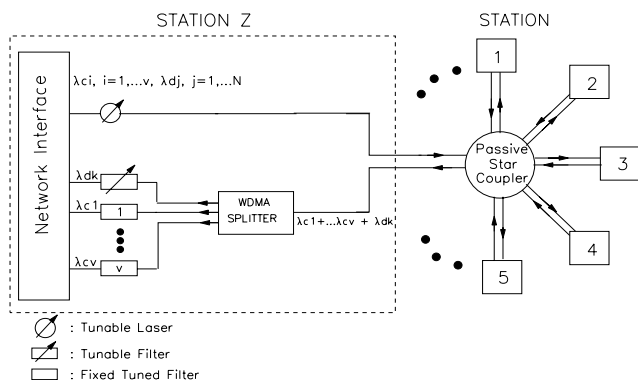 STATION Z
STATION
Network Interface
λci, i=1,...v, λdj, j=1,...N
λdk
λc1
1
λcv
v
WDMA
SPLITTER
λc1+...λcv + λdk
Passive
Star
Coupler
1
2
3
4
5
: Tunable Laser
: Tunable Filter
: Fixed Tuned Filter